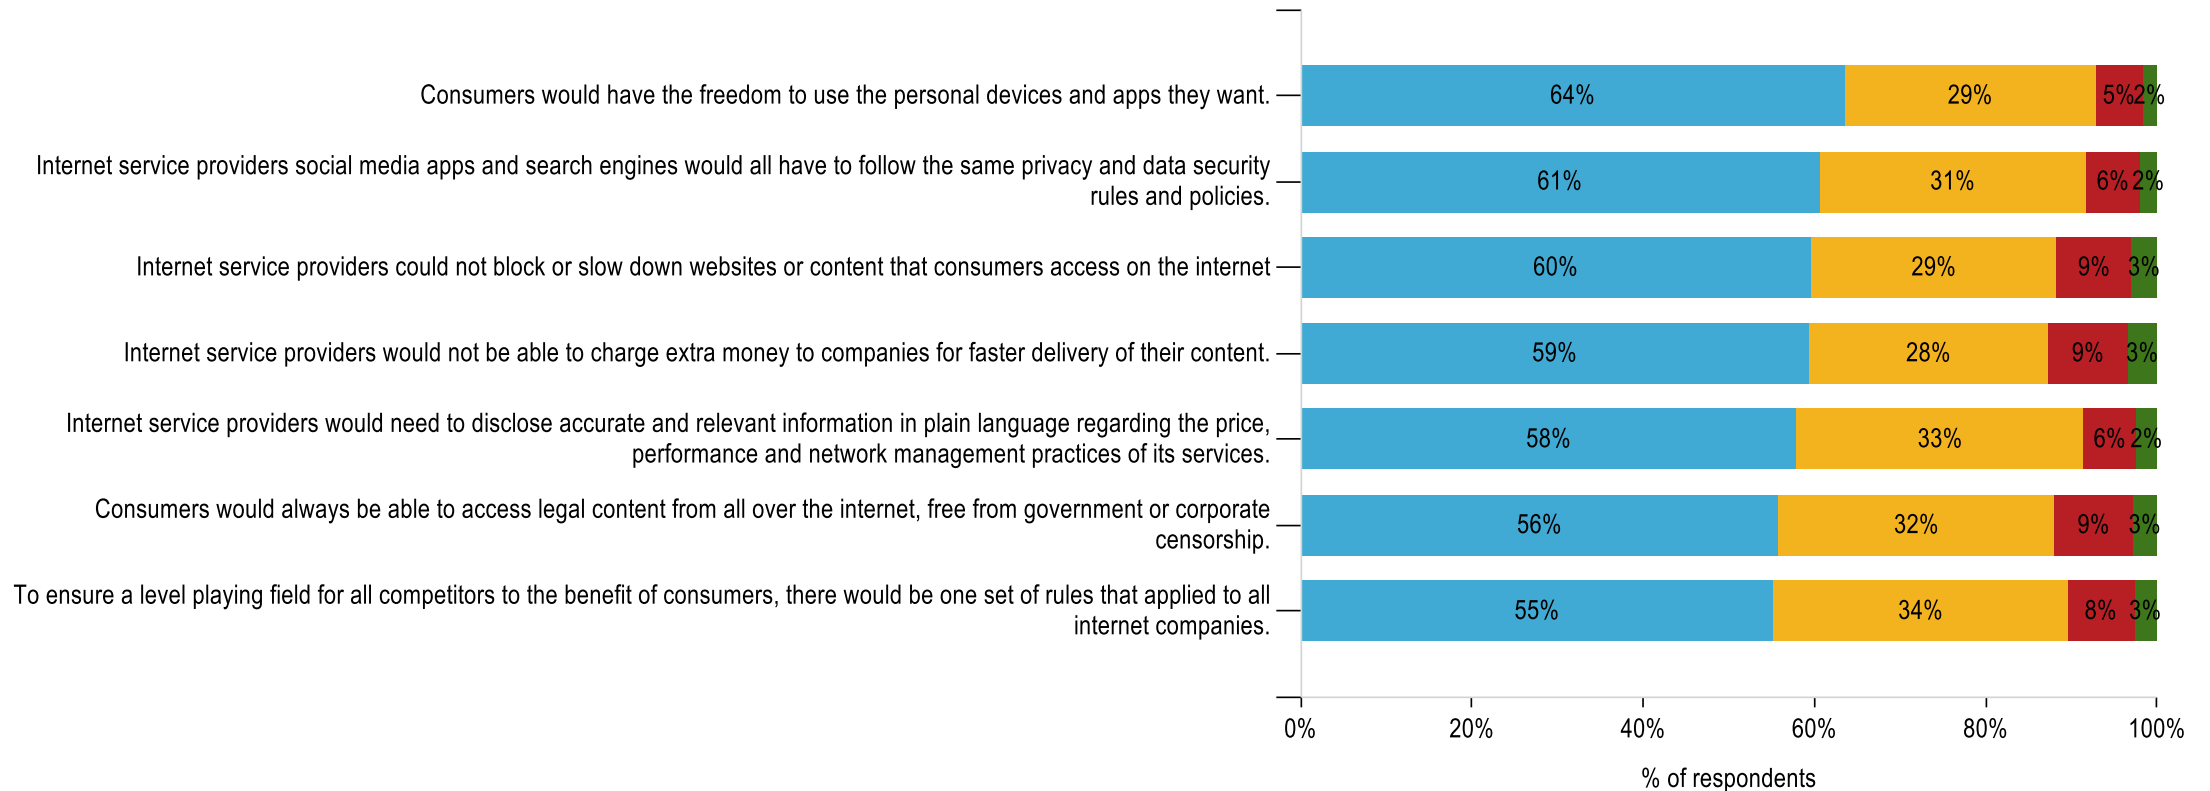 Consumers would have the freedom to use the personal devices and apps they want.
64% 29% 5% 2%
Internet service providers social media apps and search engines would all have to follow the same privacy and data security
rules and policies.
61% 31% 6% 2%
Internet service providers could not block or slow down websites or content that consumers access on the internet
60% 29% 9% 3%
Internet service providers would not be able to charge extra money to companies for faster delivery of their content.
59% 28% 9% 3%
Internet service providers would need to disclose accurate and relevant information in plain language regarding the price,
performance and network management practices of its services.
58% 33% 6% 2%
Consumers would always be able to access legal content from all over the internet, free from government or corporate
censorship.
56% 32% 9% 3%
To ensure a level playing field for all competitors to the benefit of consumers, there would be one set of rules that applied to all
internet companies.
55% 34% 8% 3%
0% 20% 40% 60% 80% 100%
% of respondents